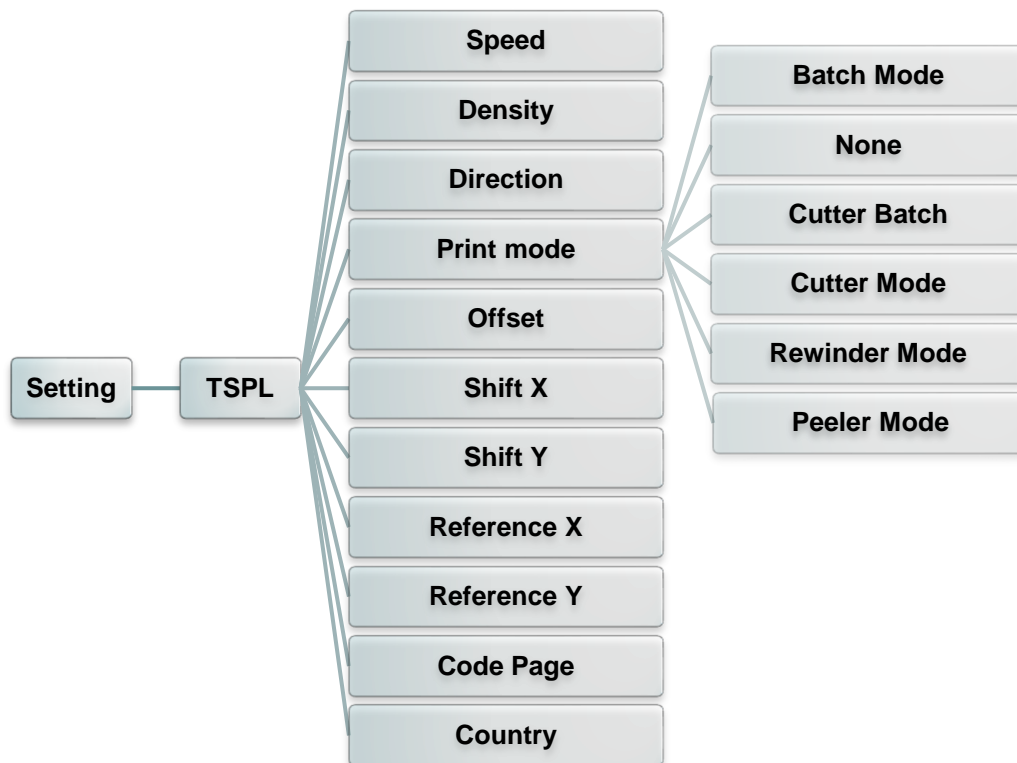 Setting
TSPL
Speed
Density
Direction
Print mode
Offset
Shift X
Shift Y
Reference X
Reference Y
Code Page
Country
Batch Mode
None
Cutter Batch
Cutter Mode
Rewinder Mode
Peeler Mode